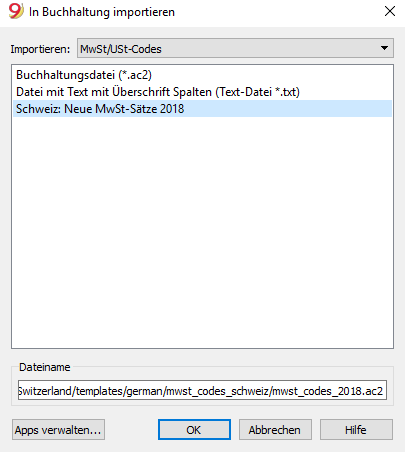 In Buchhaltung importieren
Importieren: MwSt/USt-Codes
Buchhaltungsdatei (*.ac2)
Datei mit Text mit Überschrift Spalten (Text-Datei *.txt)
Schweiz: Neue MwSt-Sätze 2018
Dateiname
Switzerland/templates/german/mwst_codes_schweiz/mwst_codes_2018.ac2
Apps verwalten... OK Abbrechen Hilfe